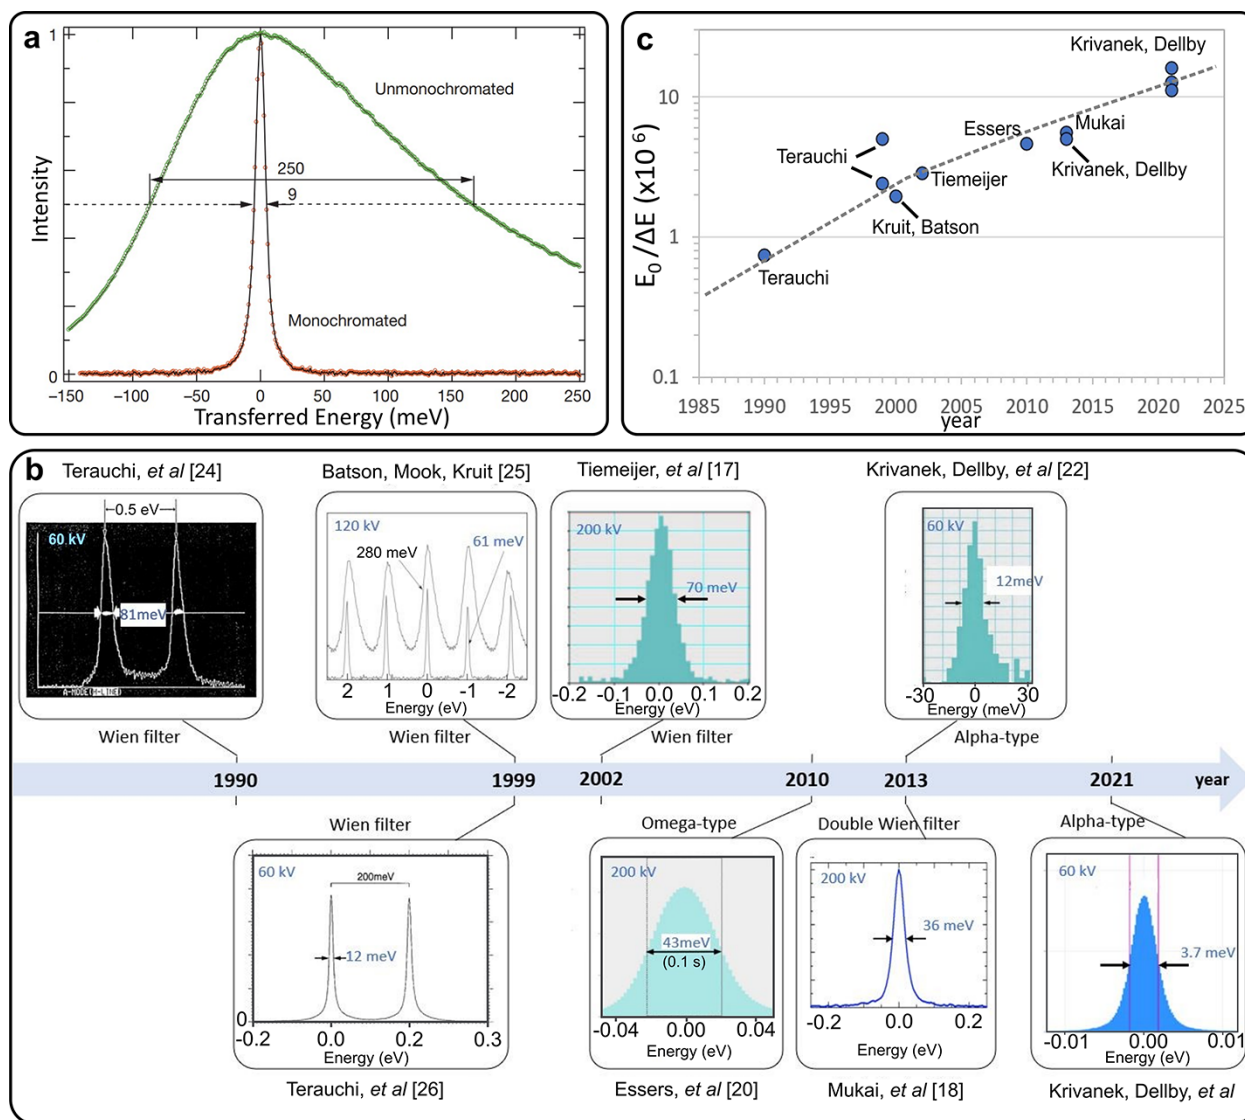 a
1
Unmonochromated
250
9
Intensity
Monochromated
0
−150
−100
−50
0
50
100
150
200
250
Transferred Energy (meV)
c
Krivanek, Dellby
10
Essers
Mukai
Terauchi
Krivanek, Dellby
Tiemeijer
Kruit, Batson
1
Terauchi
E0/ΔE (x10 6)
0.1
1985 1990 1995 2000 2005 2010 2015 2020 2025
year
b
Terauchi, et al [24]
0.5 eV
60 kV
81meV
A-MODE(H-LINE)
Wien filter
Batson, Mook, Kruit [25]
120 kV
61 meV
280 meV
2 1 0 -1 -2
Energy (eV)
Wien filter
Tiemeijer, et al [17]
200 kV
70 meV
-0.2 -0.1 0.0 0.1 0.2
Energy (eV)
Wien filter
Krivanek, Dellby, et al [22]
60 kV
12meV
-30 0 30
Energy (meV)
Alpha-type
1990 1999 2002 2010 2013 2021 year
Wien filter
60 kV
200meV
12 meV
0
-0.2 0.0 0.2 0.3
Energy (eV)
Terauchi, et al [26]
Omega-type
200 kV
43meV
(0.1 s)
-0.04 0.00 0.04
Energy (eV)
Essers, et al [20]
Double Wien filter
200 kV
36 meV
-0.2 0.0 0.2
Energy (eV)
Mukai, et al [18]
Alpha-type
60 kV
3.7 meV
-0.01 0.00 0.01
Energy (eV)
Krivanek, Dellby, et al